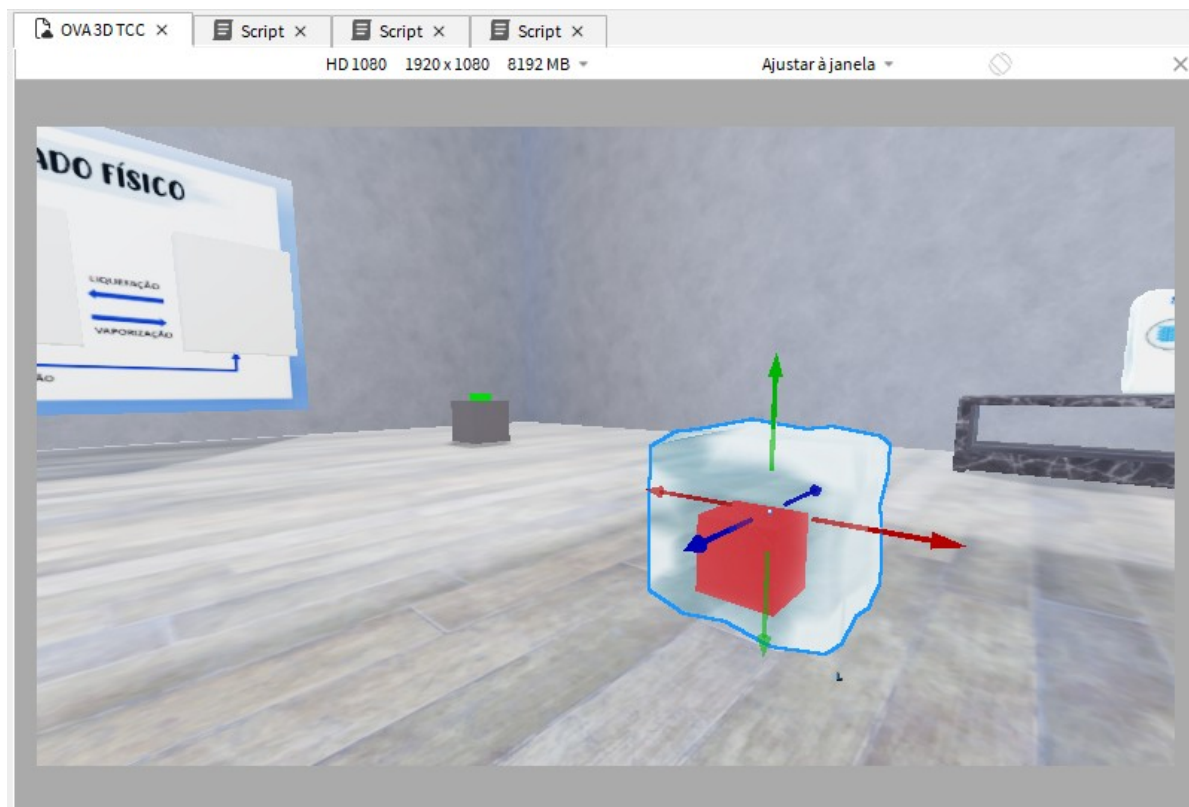 OVA 3D TCC × Script × Script × Script ×
HD 1080 1920 x 1080 8192 MB Ajustar à janela
ADO FÍSICO
LIQUEFAÇÃO
VAPORIZAÇÃO
ÃO